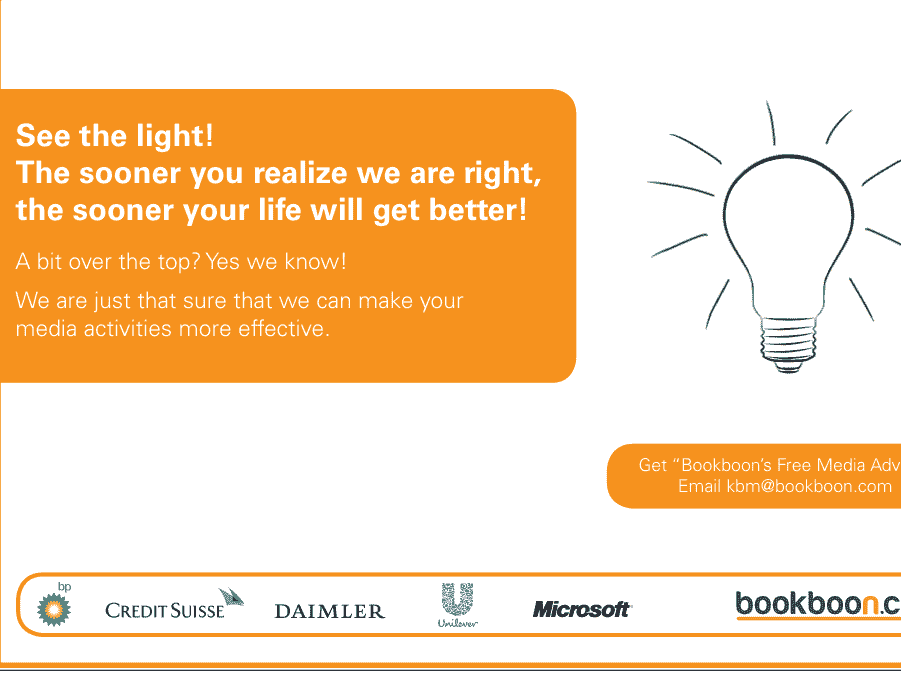 See the light!
The sooner you realize we are right,
the sooner your life will get better!
A bit over the top? Yes we know!
We are just that sure that we can make your
media activities more effective.
Get “Bookboon’s Free Media Adv
Email kbm@bookboon.com
bp
CREDIT SUISSE
DAIMLER
Unilever
Microsoft
bookboon.c